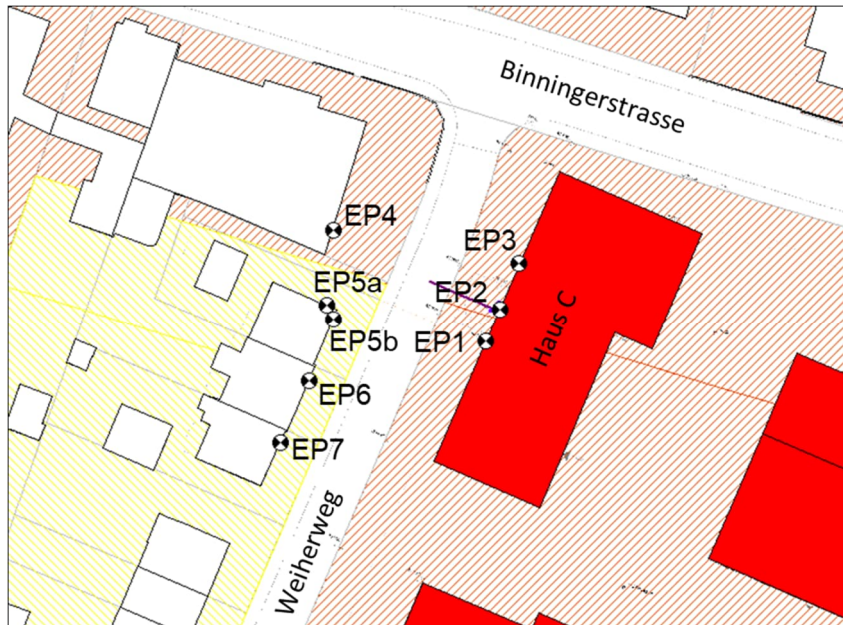 Binningerstrasse
EP4
EP3
EP5a
EP2
EP5b
EP1
Haus C
EP6
EP7
Weiherweg